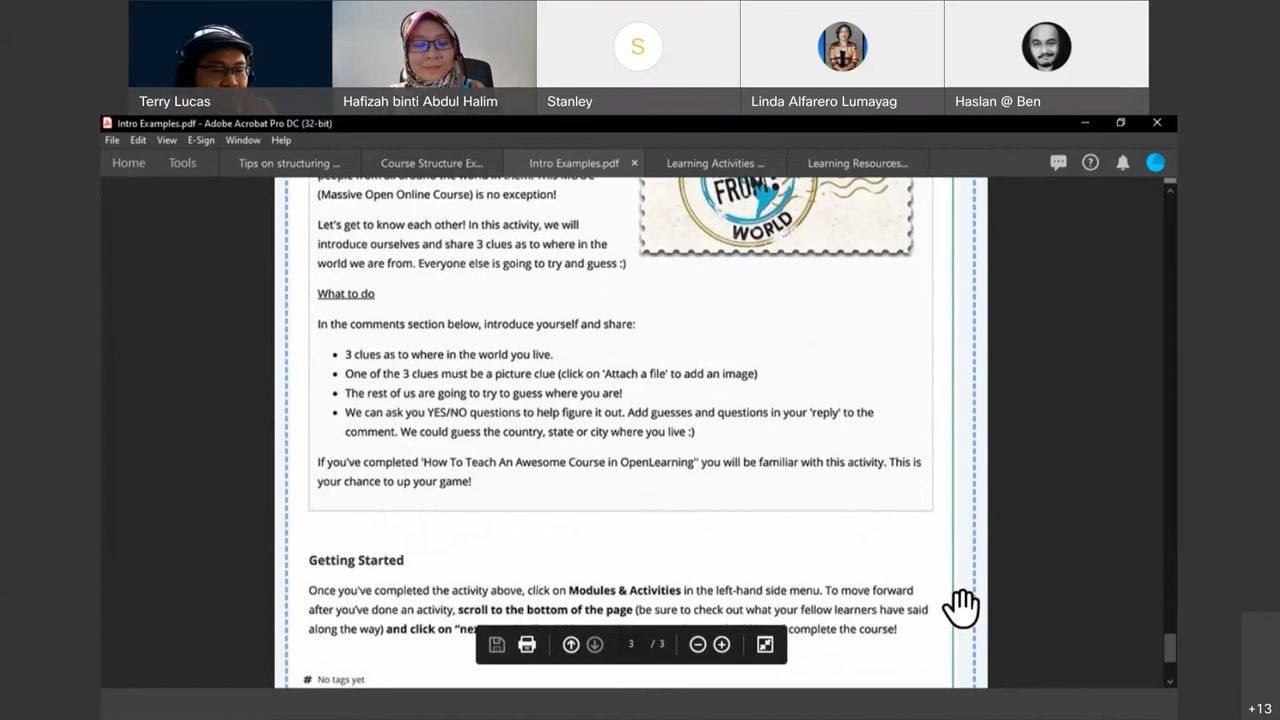 S
Terry Lucas
Hafizah binti Abdul Halim
Stanley
Linda Alfarero Lumayag
Haslan @ Ben
Intro Examples.pdf - Adobe Acrobat Pro DC (32-bit)
File Edit View E-Sign Window Help
Home Tools Tips on structuring ... Course Structure Ex... Intro Examples.pdf × Learning Activities ... Learning Resources...
(Massive Open Online Course) is no exception!
FROM?
WORLD
Let's get to know each other! In this activity, we will
introduce ourselves and share 3 clues as to where in the
world we are from. Everyone else is going to try and guess :)
What to do
In the comments section below, introduce yourself and share:
• 3 clues as to where in the world you live.
• One of the 3 clues must be a picture clue (click on 'Attach a file' to add an image)
• The rest of us are going to try to guess where you are!
• We can ask you YES/NO questions to help figure it out. Add guesses and questions in your 'reply' to the
comment. We could guess the country, state or city where you live :)
If you've completed 'How To Teach An Awesome Course in OpenLearning" you will be familiar with this activity. This is
your chance to up your game!
Getting Started
Once you've completed the activity above, click on Modules & Activities in the left-hand side menu. To move forward
after you've done an activity, scroll to the bottom of the page (be sure to check out what your fellow learners have said
along the way) and click on complete the course!
3 / 3
# No tags yet
+13